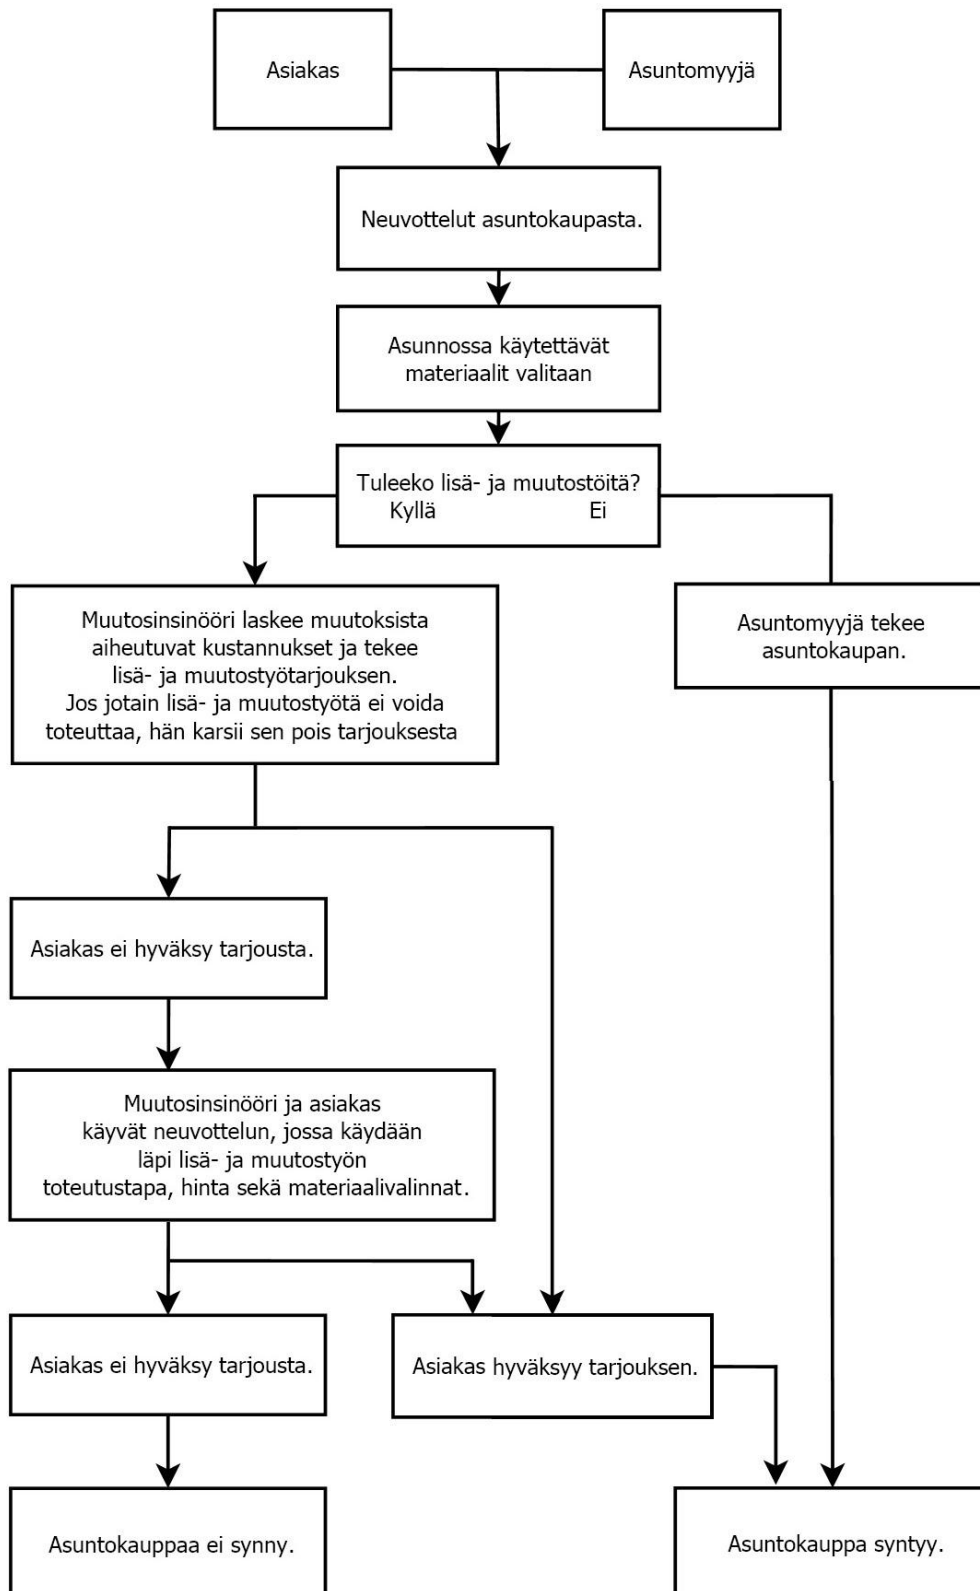 Asiakas
Asuntomyyjä
Neuvottelut asuntokaupasta.
Asunnossa käytettävät
materiaalit valitaan
Tuleeko lisä- ja muutostöitä?
Kyllä Ei
Muutosinsinööri laskee muutoksista
aiheutuvat kustannukset ja tekee
lisä- ja muutostyötarjouksen.
Jos jotain lisä- ja muutostyötä ei voida
toteuttaa, hän karsii sen pois tarjouksesta
Asuntomyyjä tekee
asuntokaupan.
Asiakas ei hyväksy tarjousta.
Muutosinsinööri ja asiakas
käyvät neuvottelun, jossa käydään
läpi lisä- ja muutostyön
toteutustapa, hinta sekä materiaalivalinnat.
Asiakas ei hyväksy tarjousta.
Asiakas hyväksyy tarjouksen.
Asuntokauppaa ei synny.
Asuntokauppa syntyy.